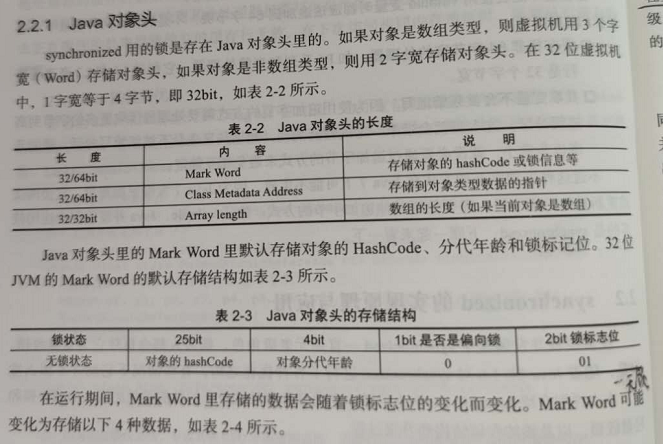 2.2.1 Java 对象头
synchronized 用的锁是存在 Java 对象头里的。如果对象是数组类型，则虚拟机用 3 个字
宽（Word）存储对象头，如果对象是非数组类型，则用 2 字宽存储对象头。在 32 位虚拟机
中，1 字宽等于 4 字节，即 32bit，如表 2-2 所示。
表 2-2 Java 对象头的长度
长 度 内 容 说 明
32/64bit Mark Word 存储对象的 hashCode 或锁信息等
32/64bit Class Metadata Address 存储到对象类型数据的指针
32/32bit Array length 数组的长度（如果当前对象是数组）
Java 对象头里的 Mark Word 里默认存储对象的 HashCode、分代年龄和锁标记位。32 位
JVM 的 Mark Word 的默认存储结构如表 2-3 所示。
表 2-3 Java 对象头的存储结构
锁状态 25bit 4bit 1bit 是否是偏向锁 2bit 锁标志位
无锁状态 对象的 hashCode 对象分代年龄 0 01
在运行期间，Mark Word 里存储的数据会随着锁标志位的变化而变化。Mark Word 可能
变化为存储以下 4 种数据，如表 2-4 所示。
级
的